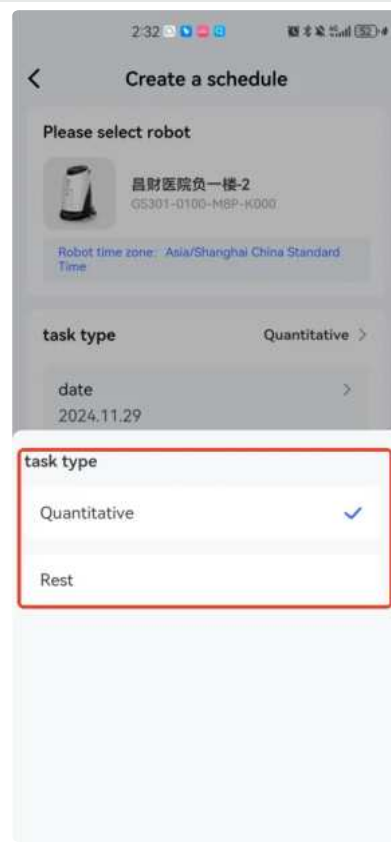 2:32
52
Create a schedule
Please select robot
昌财医院负一楼-2
GS301-0100-M8P-K000
Robot time zone: Asia/Shanghai China Standard
Time
task type Quantitative
date
2024.11.29
task type
Quantitative
Rest